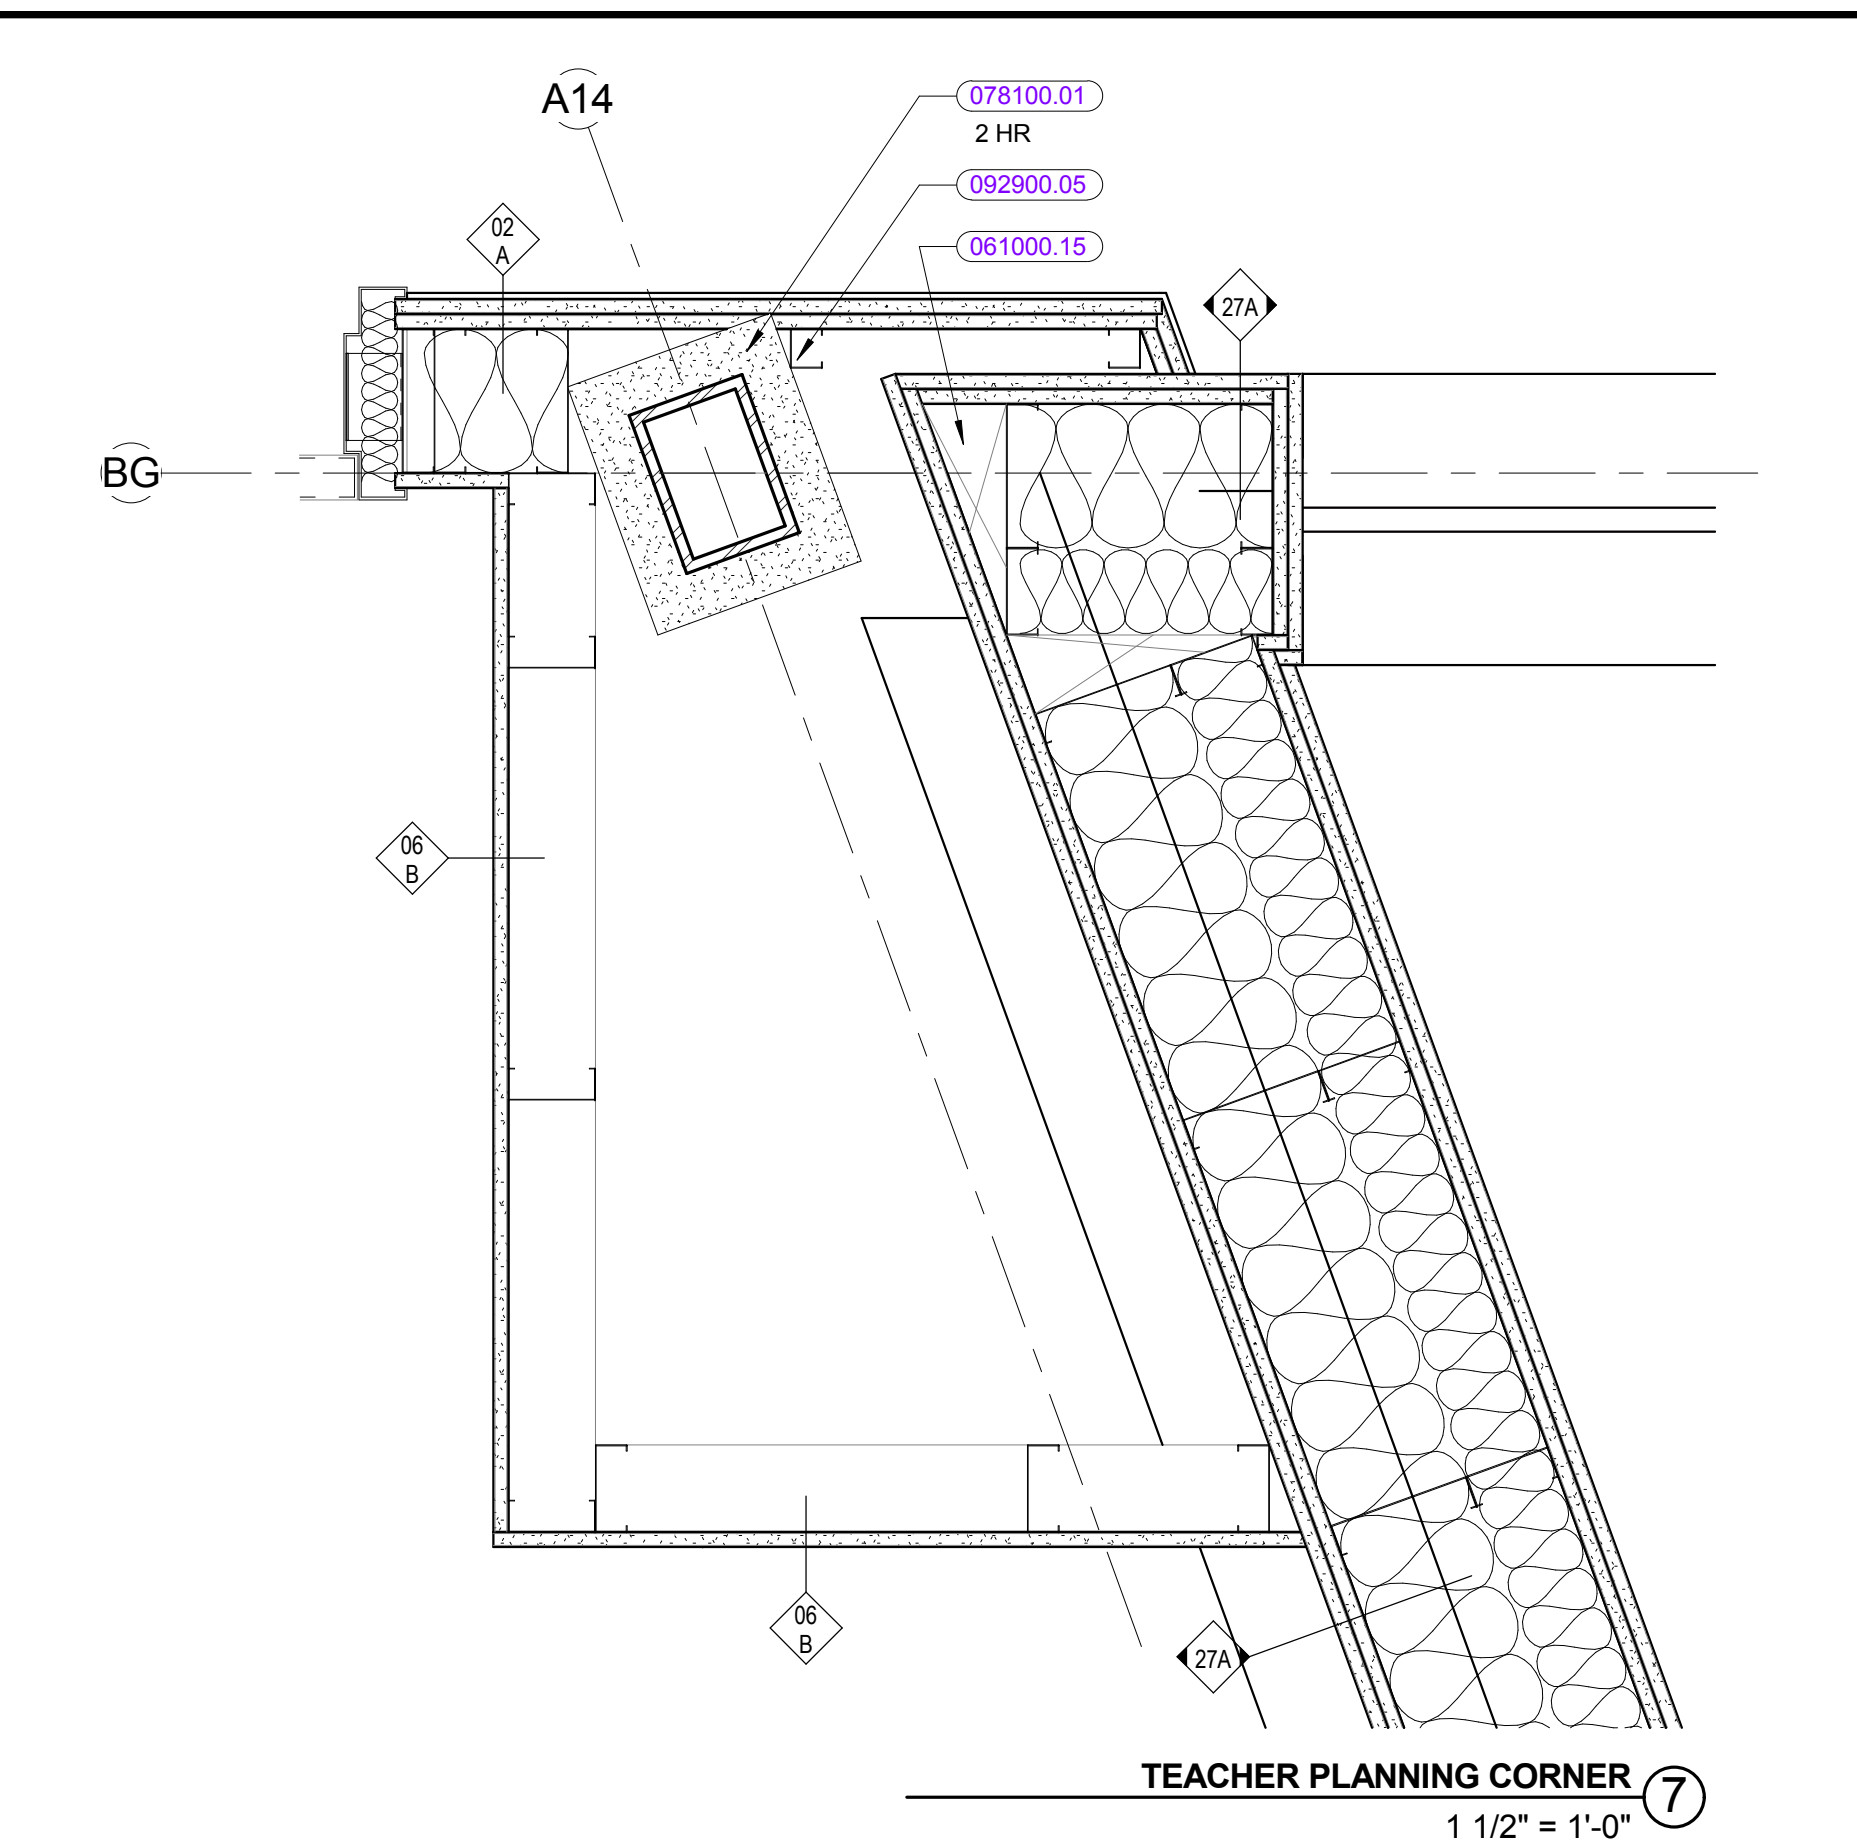 A14
078100.01
2 HR
092900.05
02
A
061000.15
27A
BG
06
B
06
B
27A
TEACHER PLANNING CORNER
7
1 1/2" = 1'-0"